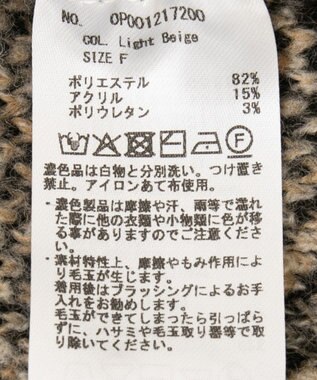 NO. OP001217200
COL. Light Beige
SIZE F
ポリエステル 82%
アクリル 15%
ポリウレタン 3%
濃色品は白物と分別洗い。つけ置き
禁止。アイロンあて布使用。
・濃色製品は摩擦や汗、雨等で濡れ
た際に他の衣類や小物類に色が移
る事がありますのでご注意くださ
い。
・素材特性上、摩擦やもみ作用によ
り毛玉が生じます。
着用後はブラッシングによるお手
入れをお勧めします。
毛玉ができてしまったら引っぱら
ずに、ハサミや毛玉取り器等で取
り除いてください。